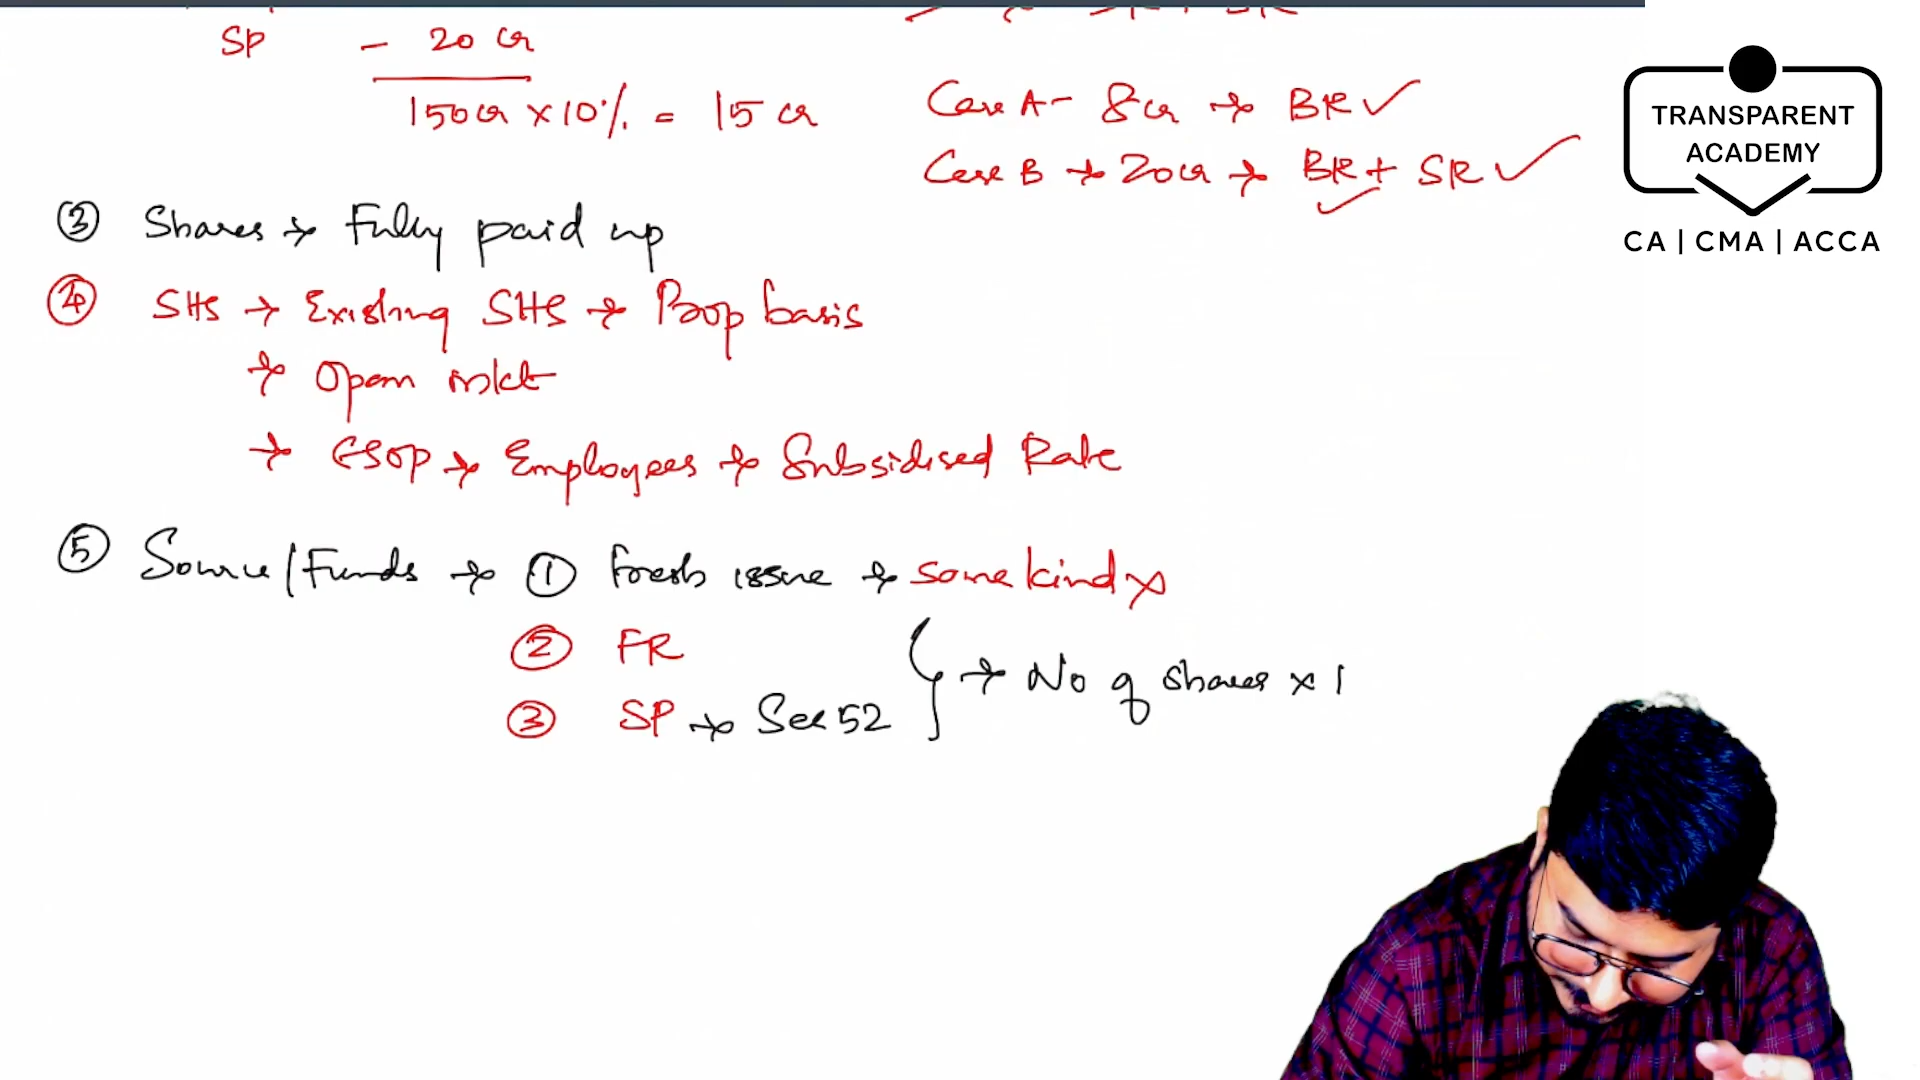 SP - 20 cr
150 cr x 10% = 15 cr
Case A - 8 cr → BR ✓
Case B → 20 cr → BR + SR ✓
TRANSPARENT
ACADEMY
CA | CMA | ACCA
③ Shares → Fully paid up
④ SHS → Existing SHS → Prop basis
→ Open mkt
→ ESOP → Employees → Subsidised Rate
⑤ Source/Funds → ① Fresh issue → same kind x
② FR
③ SP → Sec 52 } → No of shares x